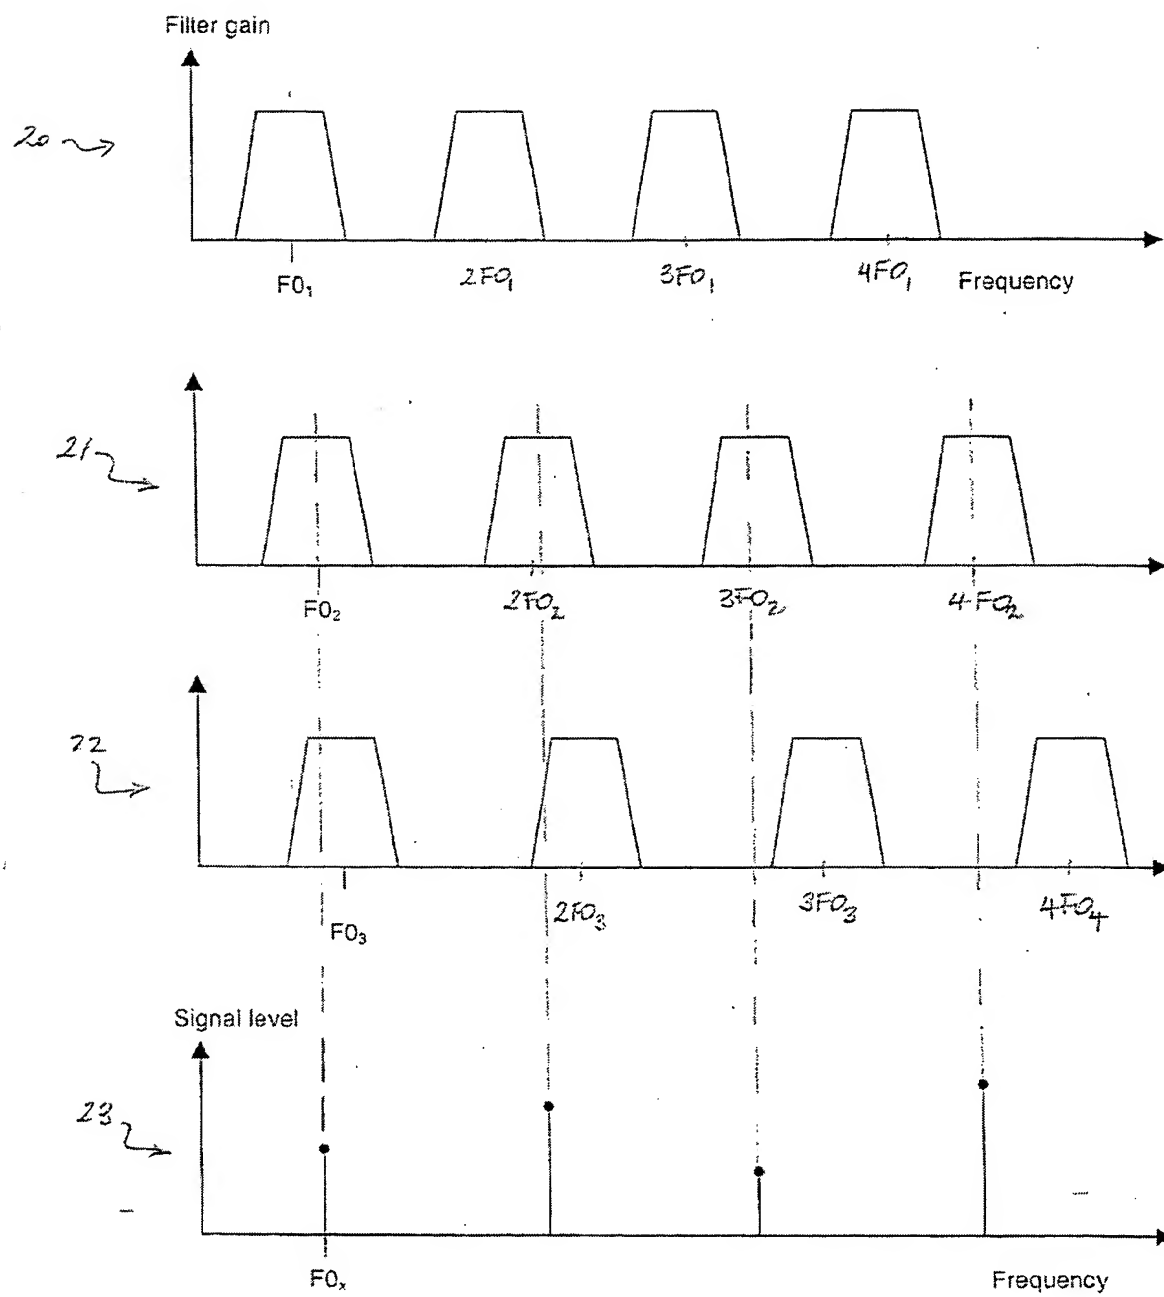 Filter gain
20
F0₁ 2F0₁ 3F0₁ 4F0₁ Frequency
21
F0₂ 2F0₂ 3F0₂ 4F0₂
22
F0₃ 2F0₃ 3F0₃ 4F0₄
Signal level
23
F0ₓ Frequency